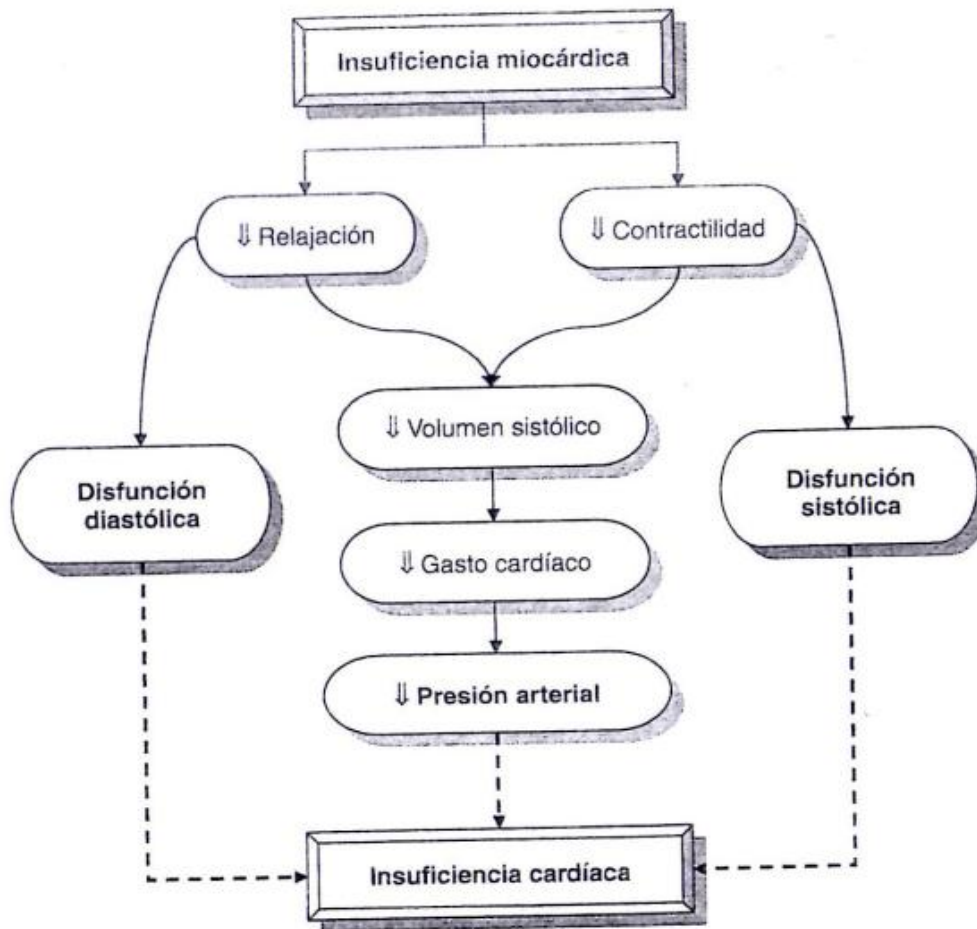 Insuficiencia miocárdica
⇓ Relajación
⇓ Contractilidad
⇓ Volumen sistólico
Disfunción
diastólica
Disfunción
sistólica
⇓ Gasto cardíaco
⇓ Presión arterial
Insuficiencia cardíaca